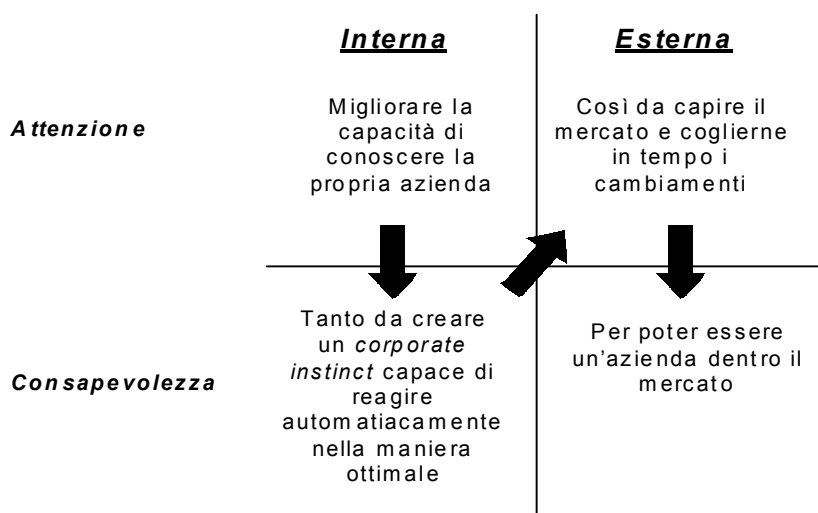 Interna
Esterna
Attenzione
Migliorare la
capacità di
conoscere la
propria azienda
Così da capire il
mercato e coglierne
in tempo i
cambiamenti
Consapevolezza
Tanto da creare
un corporate
instinct capace di
reagire
automatiacamente
nella maniera
ottimale
Per poter essere
un’azienda dentro il
mercato